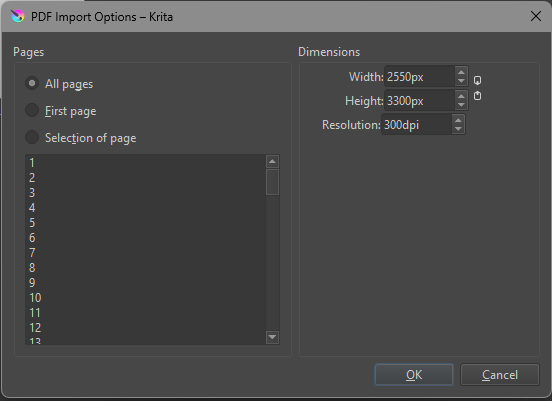 PDF Import Options – Krita
Pages
All pages
First page
Selection of page
1
2
3
4
5
6
7
8
9
10
11
12
13
Dimensions
Width: 2550px
Height: 3300px
Resolution: 300dpi
OK
Cancel